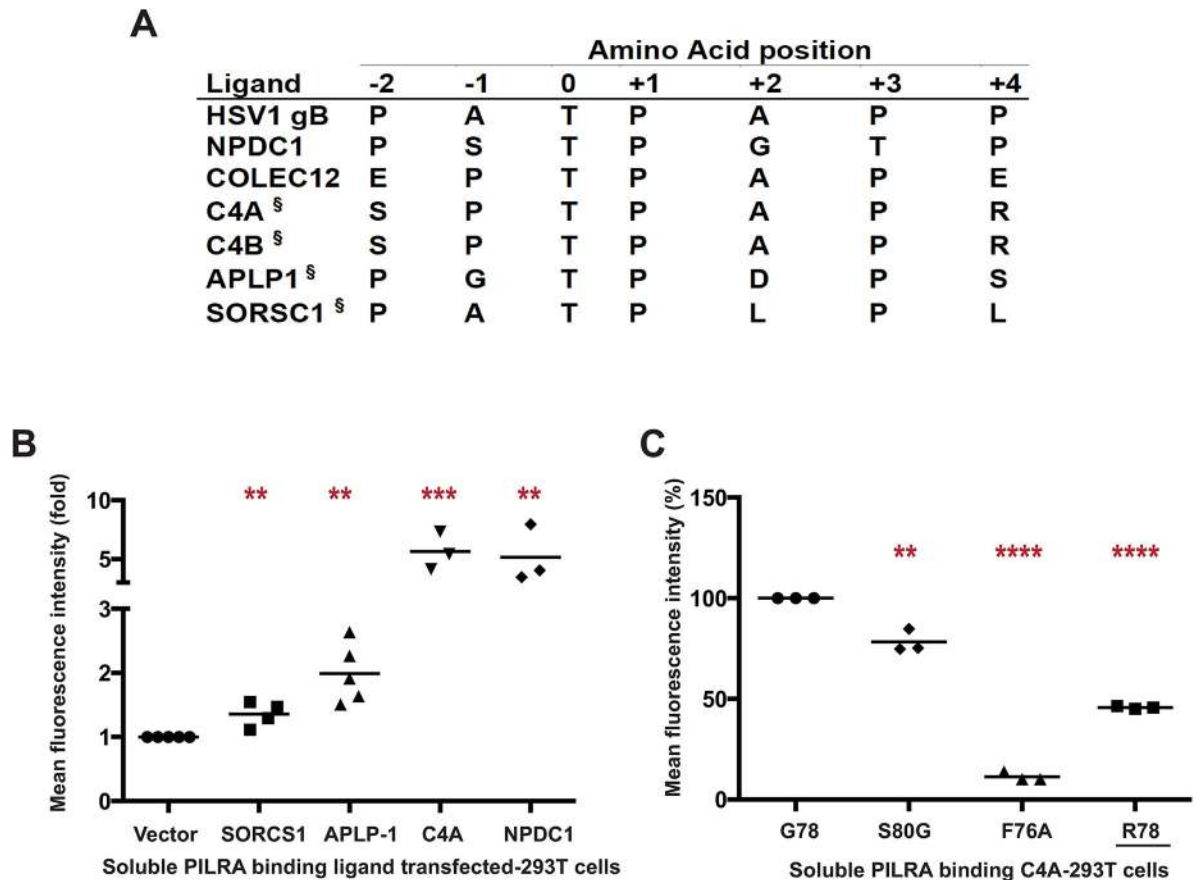 A
Amino Acid position
Ligand -2 -1 0 +1 +2 +3 +4
HSV1 gB P A T P A P P
NPDC1 P S T P G T P
COLEC12 E P T P A P E
C4A § S P T P A P R
C4B § S P T P A P R
APLP1 § P G T P D P S
SORSC1 § P A T P L P L
B
Mean fluorescence intensity (fold)
** ** *** **
10
5
3
2
1
0
Vector SORCS1 APLP-1 C4A NPDC1
Soluble PILRA binding ligand transfected-293T cells
C
Mean fluorescence intensity (%)
150
** **** ****
100
50
0
G78 S80G F76A R78
Soluble PILRA binding C4A-293T cells